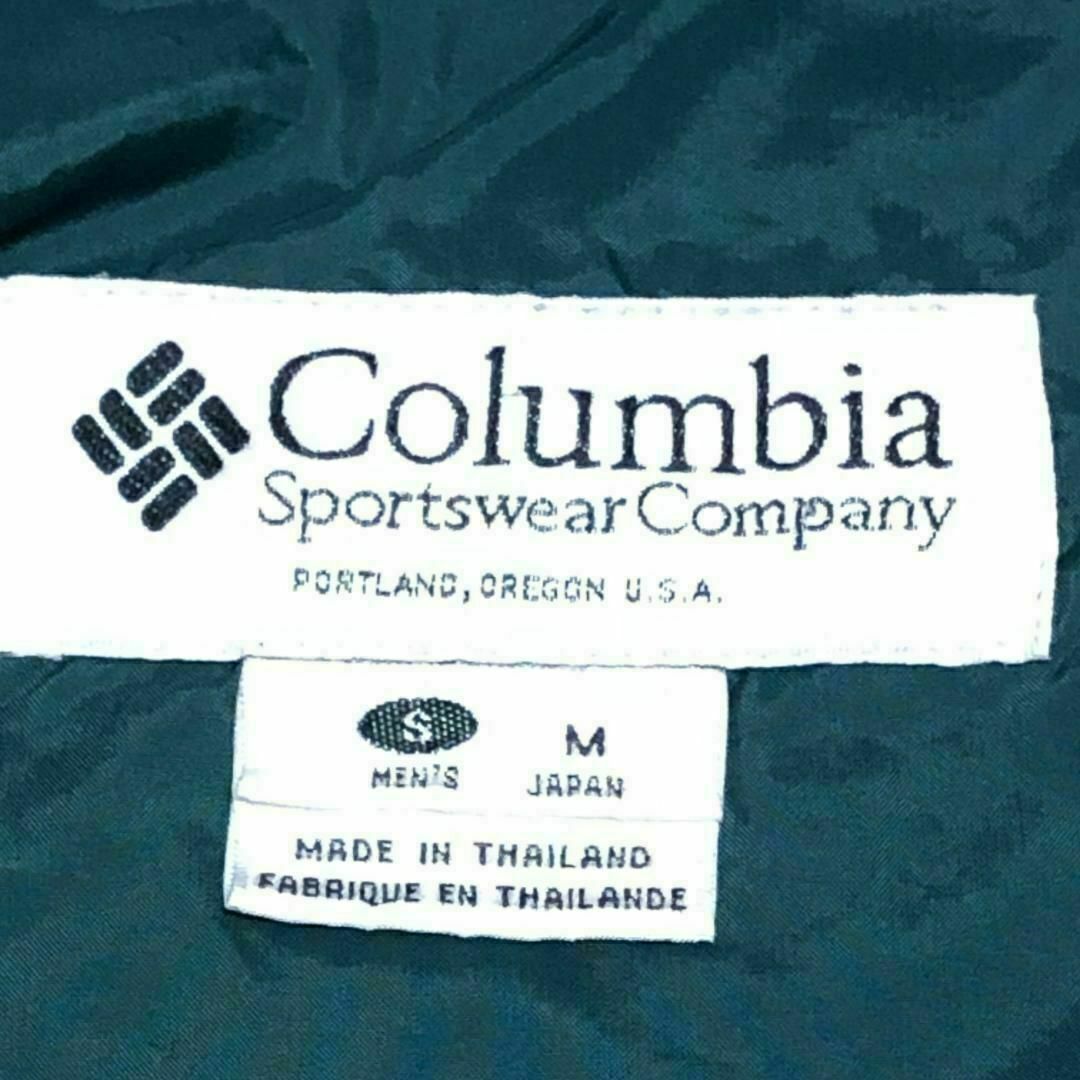 Columbia
Sportswear Company
PORTLAND, OREGON U.S.A.
S M
MEN'S JAPAN
MADE IN THAILAND
FABRIQUE EN THAILANDE